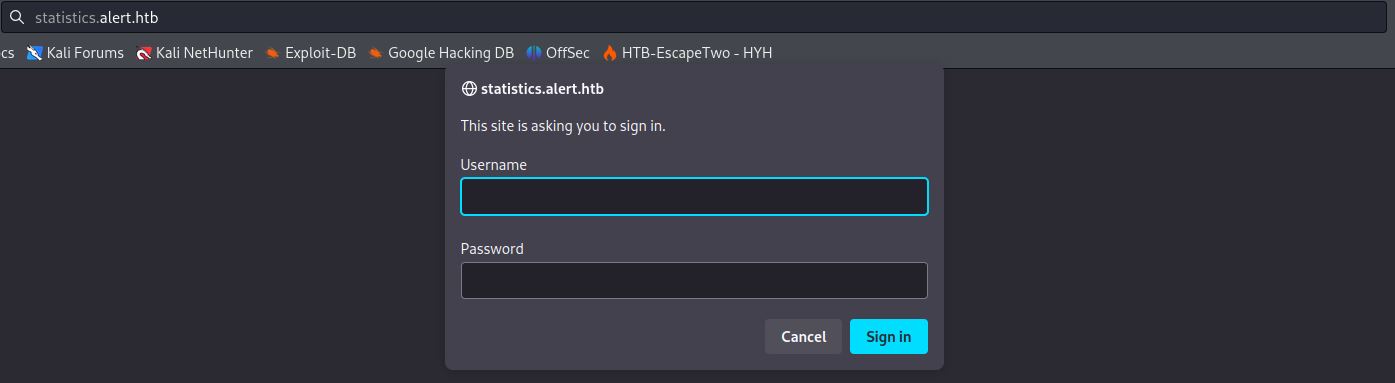 statistics.alert.htb
cs Kali Forums Kali NetHunter Exploit-DB Google Hacking DB OffSec HTB-EscapeTwo - HYH
statistics.alert.htb
This site is asking you to sign in.
Username
Password
Cancel Sign in